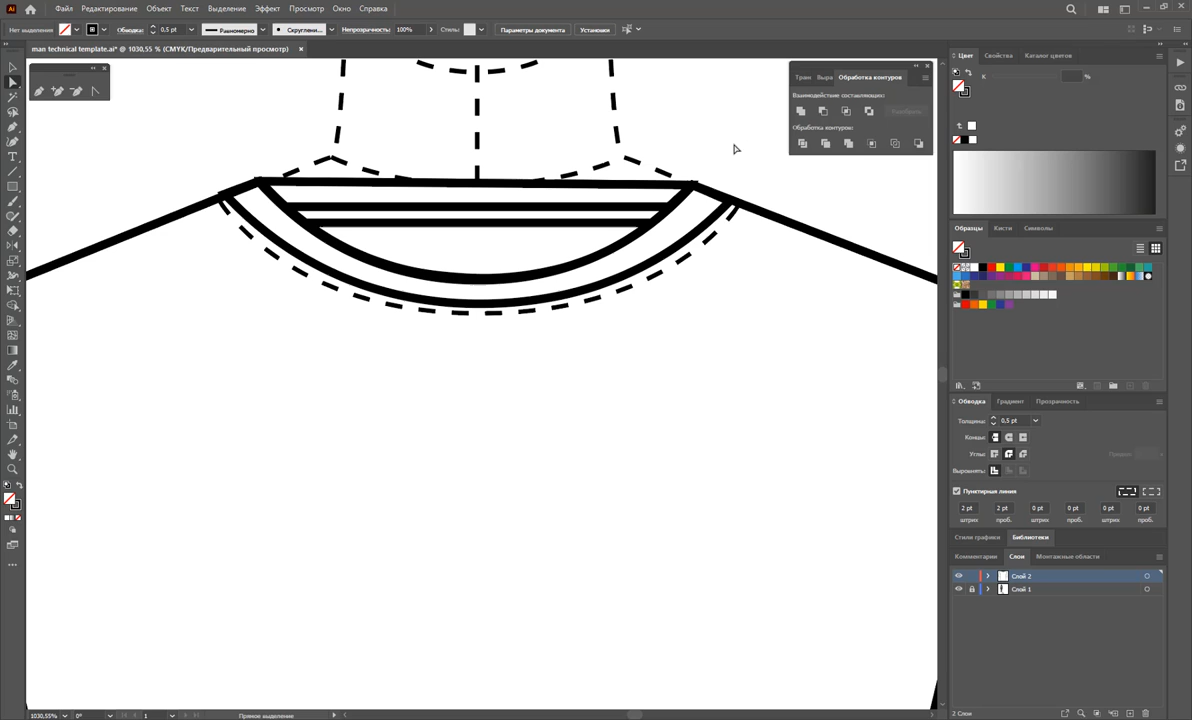 Ai Файл Редактирование Объект Текст Выделение Эффект Просмотр Окно Справка
Нет выделения Обводка: 0,5 pt Равномерно Скруглени... Непрозрачность: 100% Стиль: Параметры документа Установки
man technical template.ai* @ 1030,55 % (CMYK/Предварительный просмотр)
Тран Выра Обработка контуров
Взаимодействие составляющих:
Обработка контуров:
Цвет Свойства Каталог цветов
K %
Образцы Кисти Символы
Обводка Градиент Прозрачность
Толщина: 0,5 pt
Концы:
Углы:
Выровнять:
Пунктирная линия
2 pt 2 pt 0 pt 0 pt 0 pt 0 pt
штрих проб. штрих проб. штрих проб.
Стили графики Библиотеки
Комментарии Слои Монтажные области
Слой 2
Слой 1
2 Слои
1030,55% 0° 1 Прямое выделение